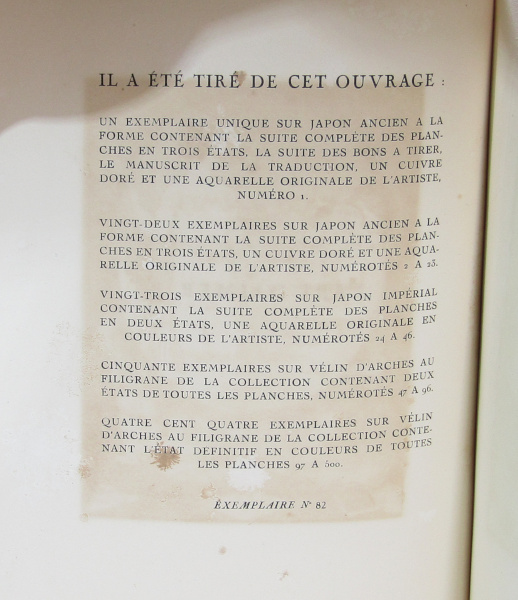 IL A ÉTÉ TIRÉ DE CET OUVRAGE :
UN EXEMPLAIRE UNIQUE SUR JAPON ANCIEN A LA
FORME CONTENANT LA SUITE COMPLÈTE DES PLAN-
CHES EN TROIS ÉTATS, LA SUITE DES BONS A TIRER,
LE MANUSCRIT DE LA TRADUCTION, UN CUIVRE
DORÉ ET UNE AQUARELLE ORIGINALE DE L'ARTISTE,
NUMÉRO 1.
VINGT-DEUX EXEMPLAIRES SUR JAPON ANCIEN A LA
FORME CONTENANT LA SUITE COMPLÈTE DES PLAN-
CHES EN TROIS ÉTATS, UN CUIVRE DORÉ ET UNE AQUA-
RELLE ORIGINALE DE L'ARTISTE, NUMÉROTÉS 2 A 23.
VINGT-TROIS EXEMPLAIRES SUR JAPON IMPÉRIAL
CONTENANT LA SUITE COMPLÈTE DES PLANCHES
EN DEUX ÉTATS, UNE AQUARELLE ORIGINALE EN
COULEURS DE L'ARTISTE, NUMÉROTÉS 24 A 46.
CINQUANTE EXEMPLAIRES SUR VÉLIN D'ARCHES AU
FILIGRANE DE LA COLLECTION CONTENANT DEUX
ÉTATS DE TOUTES LES PLANCHES, NUMÉROTÉS 47 A 96.
QUATRE CENT QUATRE EXEMPLAIRES SUR VÉLIN
D'ARCHES AU FILIGRANE DE LA COLLECTION CONTE-
NANT L'ÉTAT DEFINITIF EN COULEURS DE TOUTES
LES PLANCHES 97 A 500.
EXEMPLAIRE N° 82